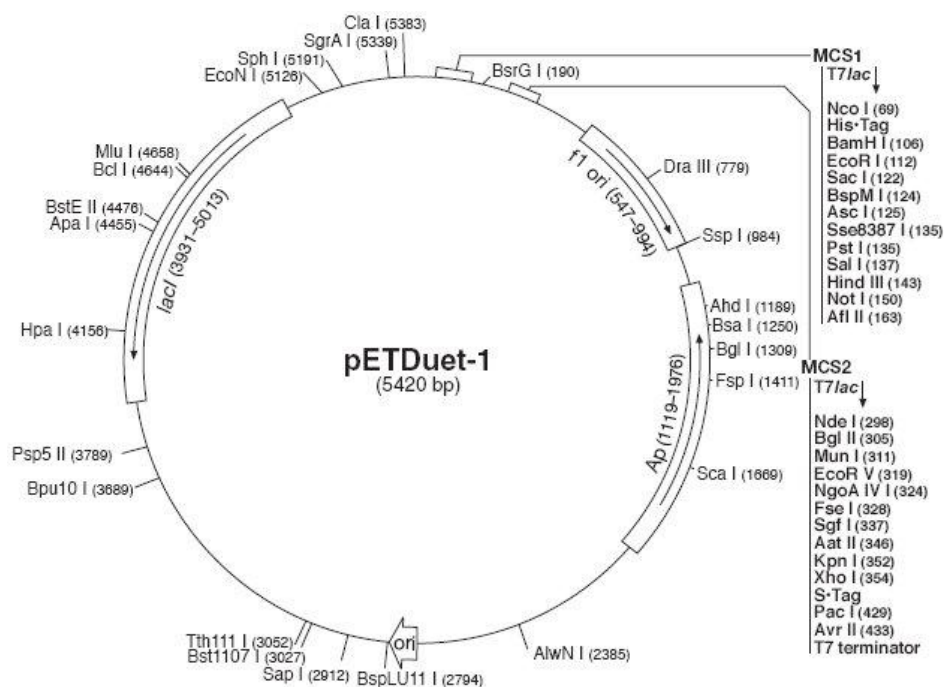 Cla I (5383)
SgrA I (5339)
Sph I (5191)
EcoN I (5126)
Mlu I (4658)
Bcl I (4644)
BstE II (4476)
Apa I (4455)
Hpa I (4156)
Psp5 II (3789)
Bpu10 I (3689)
Tth111 I (3052)
Bst1107 I (3027)
Sap I (2912)
BspLU11 I (2794)
AlwN I (2385)
BsrG I (190)
Dra III (779)
Ssp I (984)
Ahd I (1189)
Bsa I (1250)
Bgl I (1309)
Fsp I (1411)
Sca I (1669)
lacI (3931–5013)
f1 ori (547–994)
Ap (1119–1976)
ori
pETDuet-1
(5420 bp)
MCS1
T7lac
Nco I (69)
His•Tag
BamH I (106)
EcoR I (112)
Sac I (122)
BspM I (124)
Asc I (125)
Sse8387 I (135)
Pst I (135)
Sal I (137)
Hind III (143)
Not I (150)
Afl II (163)
MCS2
T7lac
Nde I (298)
Bgl II (305)
Mun I (311)
EcoR V (319)
NgoA IV I (324)
Fse I (328)
Sgf I (337)
Aat II (346)
Kpn I (352)
Xho I (354)
S•Tag
Pac I (429)
Avr II (433)
T7 terminator